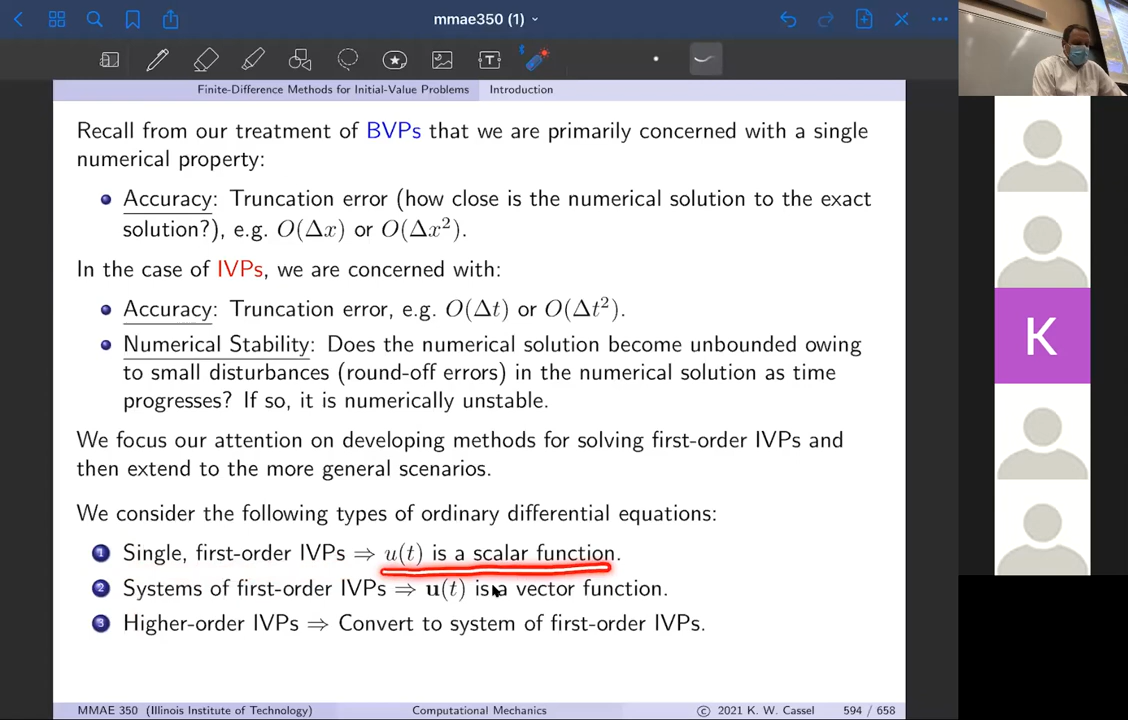 mmae350 (1)
Finite-Difference Methods for Initial-Value Problems Introduction
Recall from our treatment of BVPs that we are primarily concerned with a single
numerical property:
Accuracy: Truncation error (how close is the numerical solution to the exact
solution?), e.g. O(Δx) or O(Δx²).
In the case of IVPs, we are concerned with:
Accuracy: Truncation error, e.g. O(Δt) or O(Δt²).
Numerical Stability: Does the numerical solution become unbounded owing
to small disturbances (round-off errors) in the numerical solution as time
progresses? If so, it is numerically unstable.
We focus our attention on developing methods for solving first-order IVPs and
then extend to the more general scenarios.
We consider the following types of ordinary differential equations:
1 Single, first-order IVPs ⇒ u(t) is a scalar function.
2 Systems of first-order IVPs ⇒ u(t) is a vector function.
3 Higher-order IVPs ⇒ Convert to system of first-order IVPs.
MMAE 350 (Illinois Institute of Technology) Computational Mechanics © 2021 K. W. Cassel 594 / 658
K